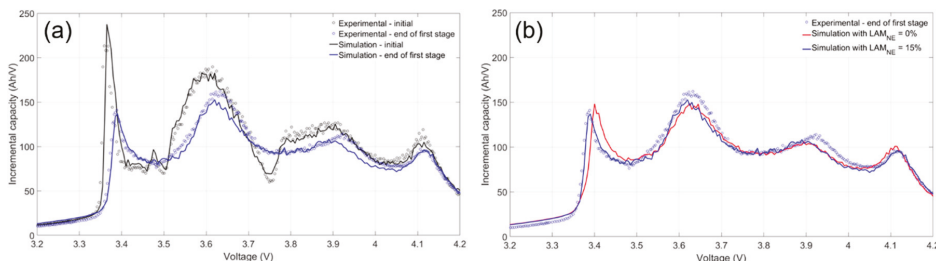 (a)
Experimental - initial
Experimental - end of first stage
Simulation - initial
Simulation - end of first stage
Incremental capacity (Ah/V)
250
200
150
100
50
0
3.2 3.3 3.4 3.5 3.6 3.7 3.8 3.9 4 4.1 4.2
Voltage (V)
(b)
Experimental - end of first stage
Simulation with LAM_NE = 0%
Simulation with LAM_NE = 15%
Incremental capacity (Ah/V)
250
200
150
100
50
0
3.2 3.3 3.4 3.5 3.6 3.7 3.8 3.9 4 4.1 4.2
Voltage (V)